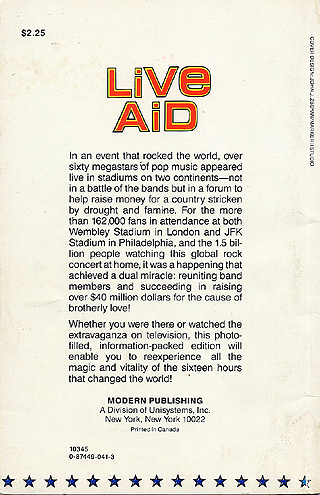 $2.25
LiVe
AiD
In an event that rocked the world, over
sixty megastars of pop music appeared
live in stadiums on two continents—not
in a battle of the bands but in a forum to
help raise money for a country stricken
by drought and famine. For the more
than 162,000 fans in attendance at both
Wembley Stadium in London and JFK
Stadium in Philadelphia, and the 1.5 bil-
lion people watching this global rock
concert at home, it was a happening that
achieved a dual miracle: reuniting band
members and succeeding in raising
over $40 million dollars for the cause of
brotherly love!
Whether you were there or watched the
extravaganza on television, this photo-
filled, information-packed edition will
enable you to reexperience all the
magic and vitality of the sixteen hours
that changed the world!
MODERN PUBLISHING
A Division of Unisystems, Inc.
New York, New York 10022
Printed in Canada
10345
0-87449-041-3
COVER DESIGN: